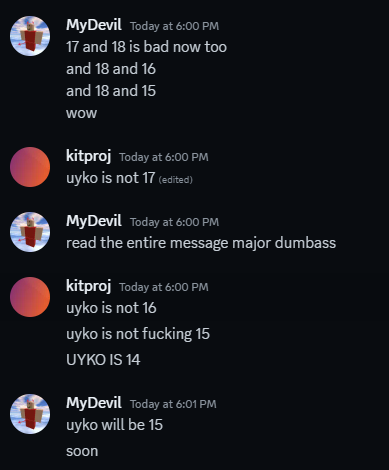 MyDevil Today at 6:00 PM
17 and 18 is bad now too
and 18 and 16
and 18 and 15
wow
kitproj Today at 6:00 PM
uyko is not 17 (edited)
MyDevil Today at 6:00 PM
read the entire message major dumbass
kitproj Today at 6:00 PM
uyko is not 16
uyko is not fucking 15
UYKO IS 14
MyDevil Today at 6:01 PM
uyko will be 15
soon